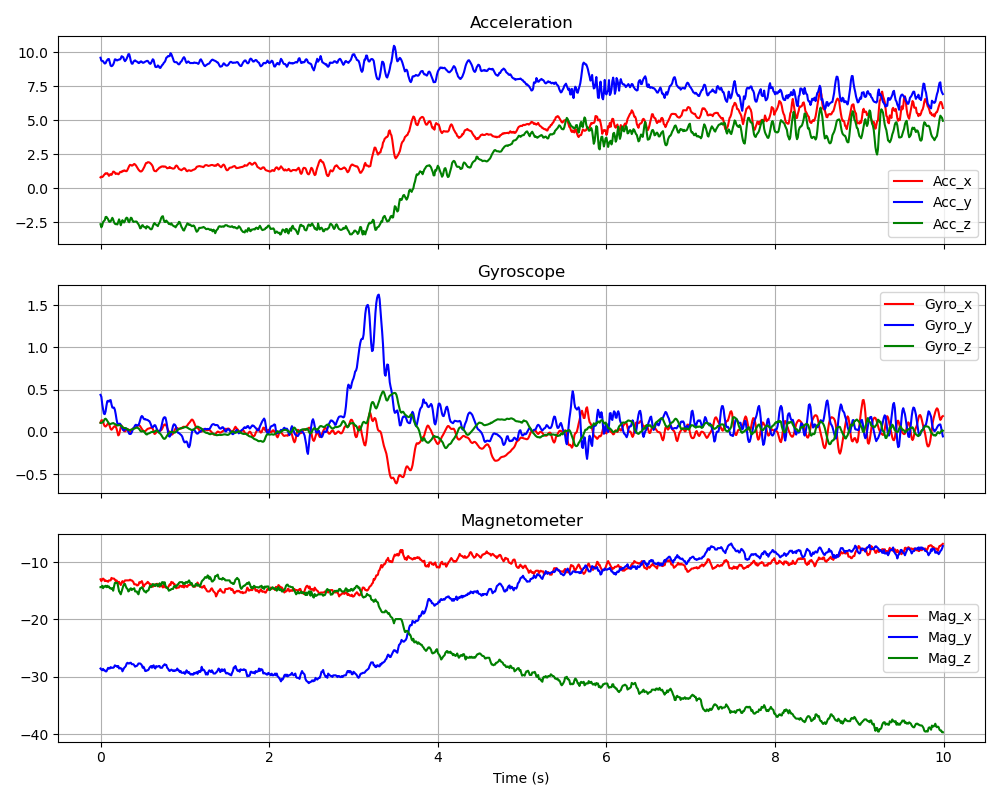 Acceleration
10.0
7.5
5.0
2.5
0.0
−2.5
Acc_x
Acc_y
Acc_z
Gyroscope
1.5
1.0
0.5
0.0
−0.5
Gyro_x
Gyro_y
Gyro_z
Magnetometer
−10
−20
−30
−40
Mag_x
Mag_y
Mag_z
0 2 4 6 8 10
Time (s)